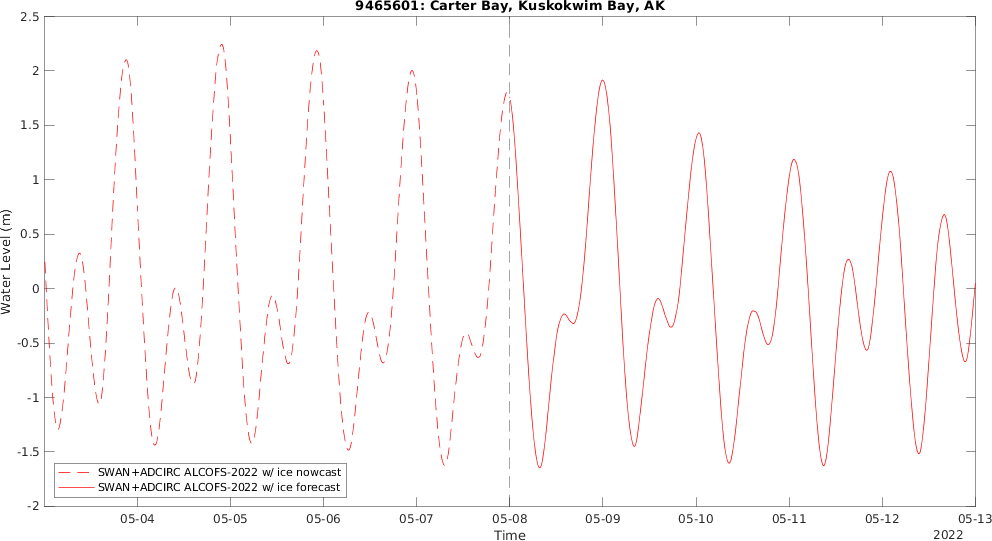 9465601: Carter Bay, Kuskokwim Bay, AK
2.5
2
1.5
1
0.5
0
-0.5
-1
-1.5
-2
Water Level (m)
SWAN+ADCIRC ALCOFS-2022 w/ ice nowcast
SWAN+ADCIRC ALCOFS-2022 w/ ice forecast
05-04 05-05 05-06 05-07 05-08 05-09 05-10 05-11 05-12 05-13
Time
2022